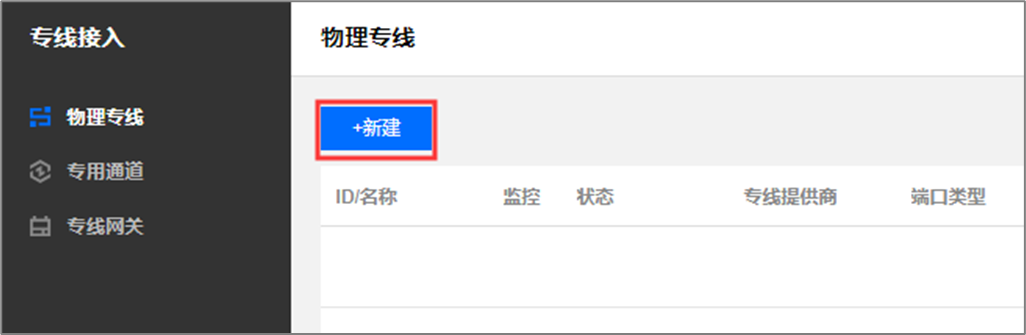 专线接入
物理专线
专用通道
专线网关
物理专线
+新建
ID/名称 监控 状态 专线提供商 端口类型